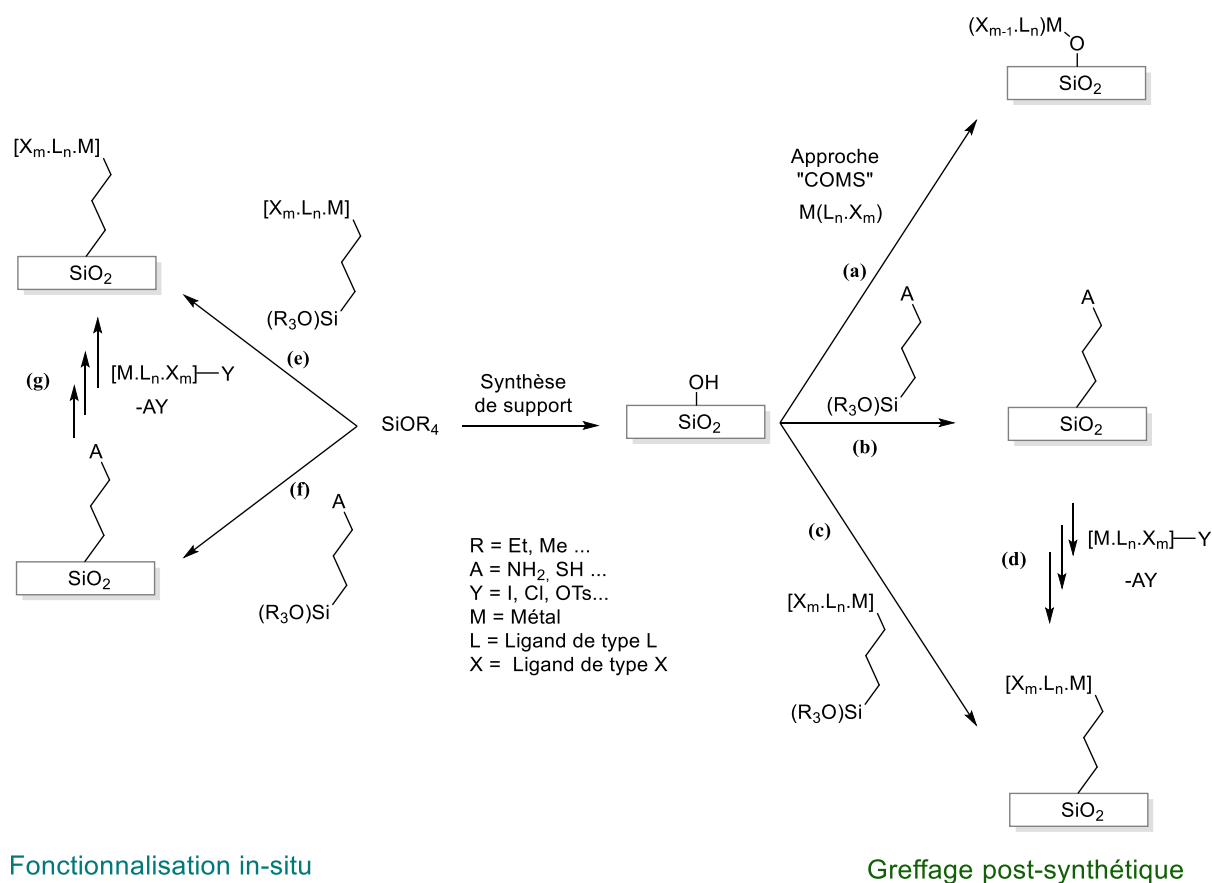 (Xm-1.Ln)M
O
SiO2
[Xm.Ln.M]
SiO2
[Xm.Ln.M]
(R3O)Si
(e)
(g)
[M.Ln.Xm]—Y
-AY
A
SiO2
(f)
A
(R3O)Si
SiOR4
Synthèse
de support
OH
SiO2
Approche
"COMS"
M(Ln.Xm)
(a)
A
(R3O)Si
(b)
A
SiO2
(c)
[Xm.Ln.M]
(R3O)Si
(d)
[M.Ln.Xm]—Y
-AY
[Xm.Ln.M]
SiO2
R = Et, Me ...
A = NH2, SH ...
Y = I, Cl, OTs...
M = Métal
L = Ligand de type L
X = Ligand de type X
Fonctionnalisation in-situ
Greffage post-synthétique